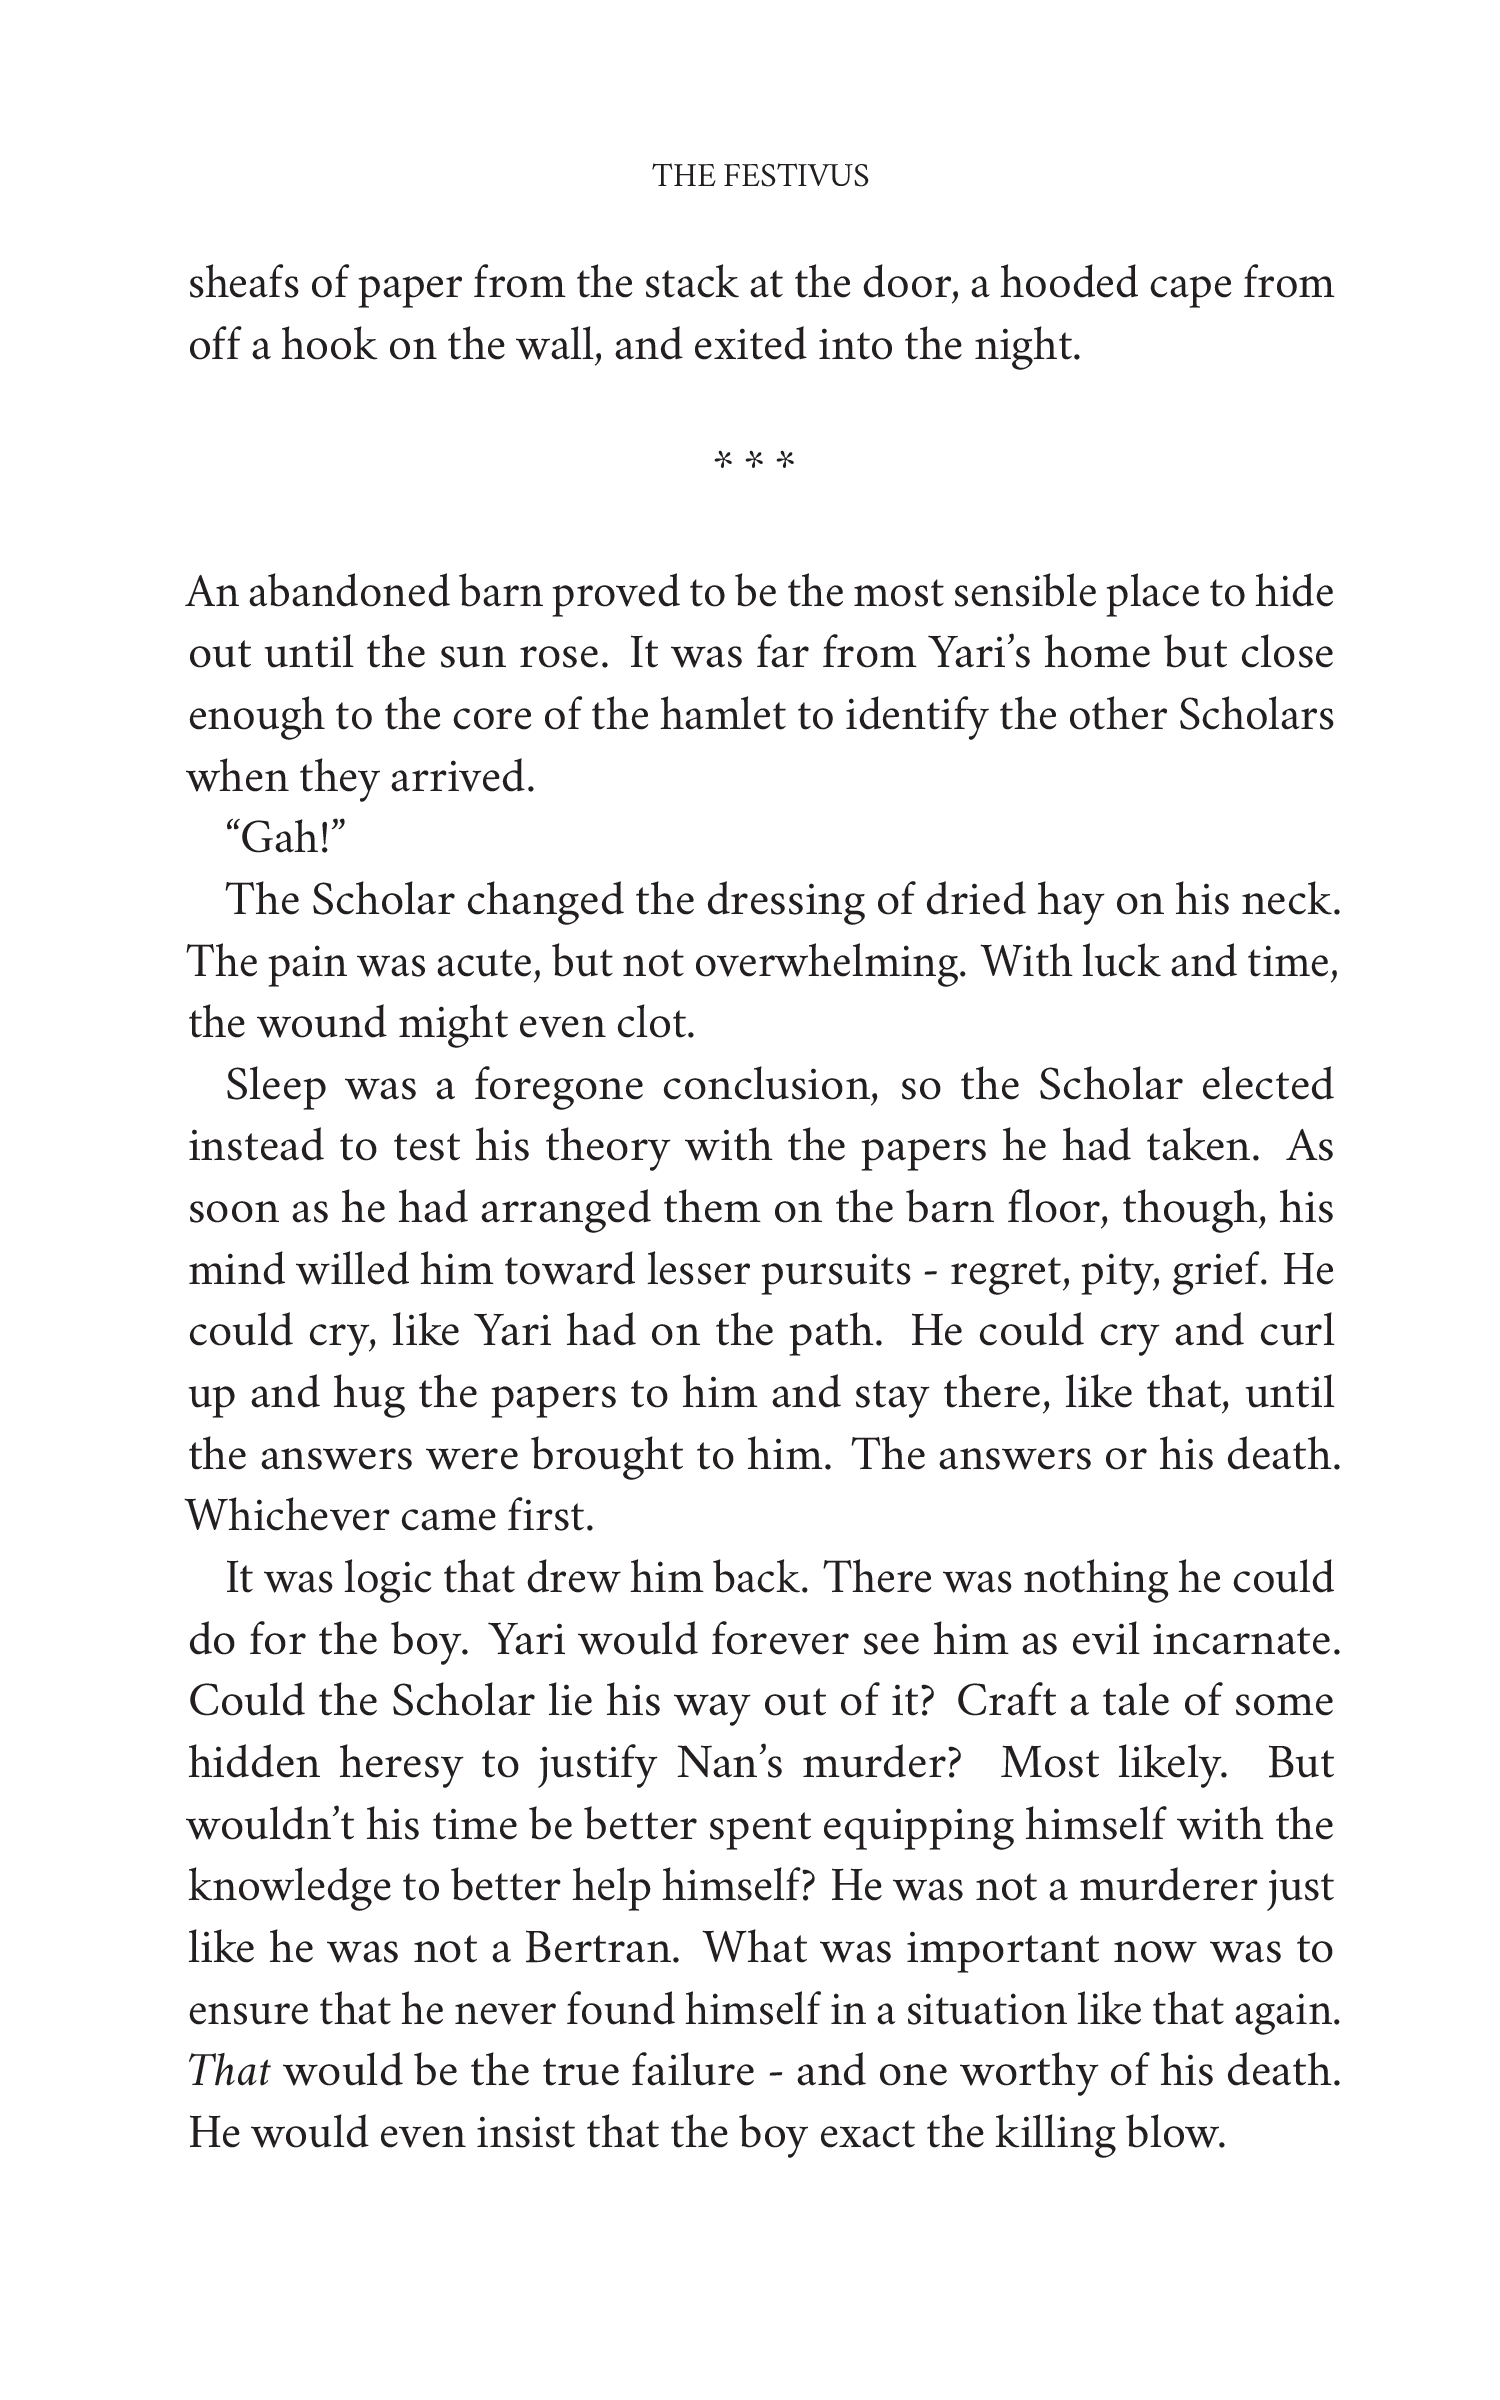 THE FESTIVUS
sheafs of paper from the stack at the door, a hooded cape from
off a hook on the wall, and exited into the night.
* * *
An abandoned barn proved to be the most sensible place to hide
out until the sun rose. It was far from Yari’s home but close
enough to the core of the hamlet to identify the other Scholars
when they arrived.
“Gah!”
The Scholar changed the dressing of dried hay on his neck.
The pain was acute, but not overwhelming. With luck and time,
the wound might even clot.
Sleep was a foregone conclusion, so the Scholar elected
instead to test his theory with the papers he had taken. As
soon as he had arranged them on the barn floor, though, his
mind willed him toward lesser pursuits - regret, pity, grief. He
could cry, like Yari had on the path. He could cry and curl
up and hug the papers to him and stay there, like that, until
the answers were brought to him. The answers or his death.
Whichever came first.
It was logic that drew him back. There was nothing he could
do for the boy. Yari would forever see him as evil incarnate.
Could the Scholar lie his way out of it? Craft a tale of some
hidden heresy to justify Nan’s murder? Most likely. But
wouldn’t his time be better spent equipping himself with the
knowledge to better help himself? He was not a murderer just
like he was not a Bertran. What was important now was to
ensure that he never found himself in a situation like that again.
That would be the true failure - and one worthy of his death.
He would even insist that the boy exact the killing blow.